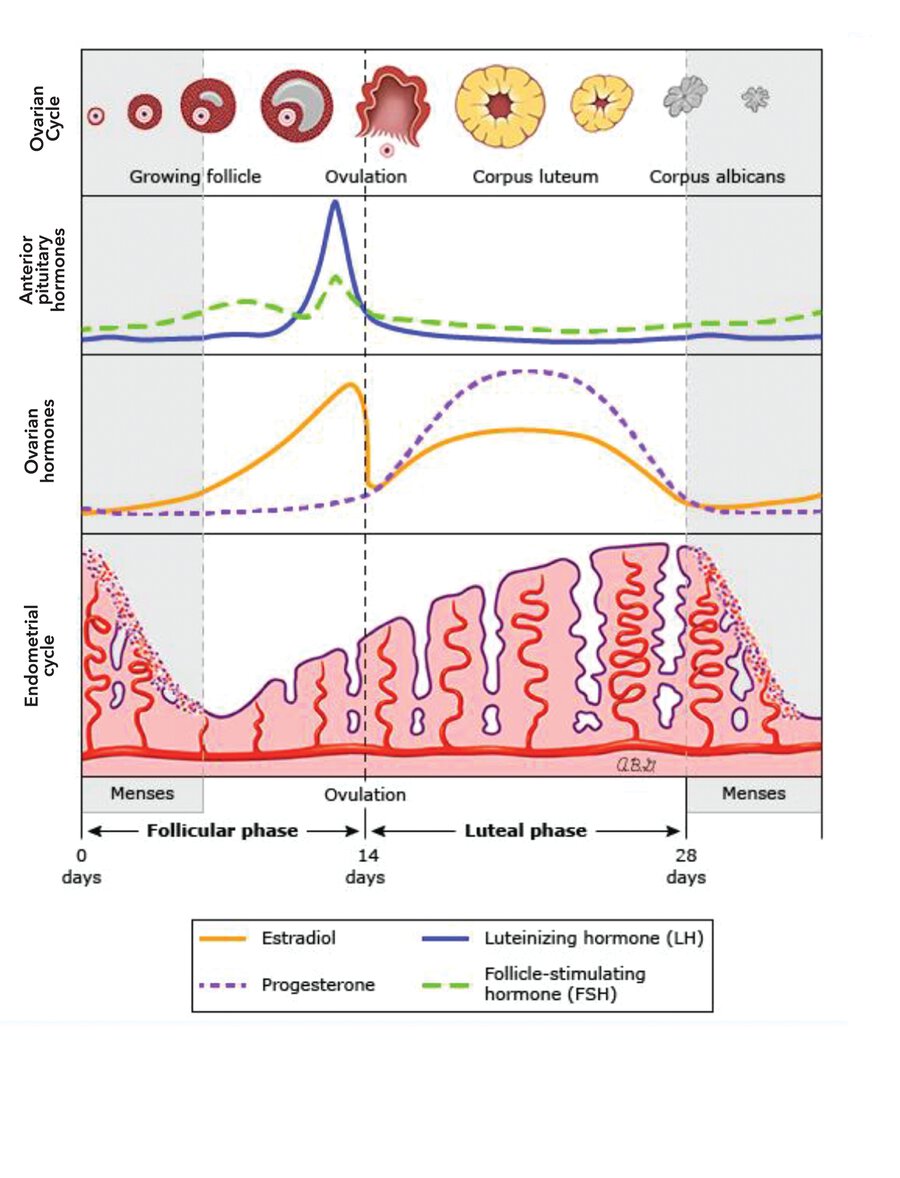 Ovarian
Cycle
Growing follicle
Ovulation
Corpus luteum
Corpus albicans
Anterior
pituitary
hormones
Ovarian
hormones
Endometrial
cycle
Menses
Ovulation
Menses
Follicular phase
Luteal phase
0
days
14
days
28
days
Estradiol
Luteinizing hormone (LH)
Progesterone
Follicle-stimulating
hormone (FSH)